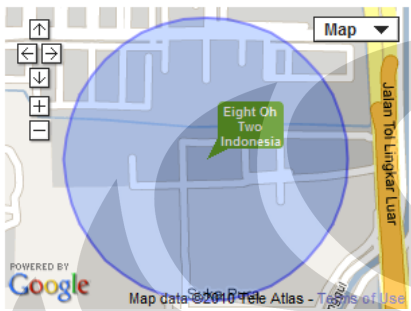 Map
Eight Oh
Two
Indonesia
Jalan Tol Lingkar Luar
POWERED BY
Google
Map data ©2010 Tele Atlas - Terms of Use